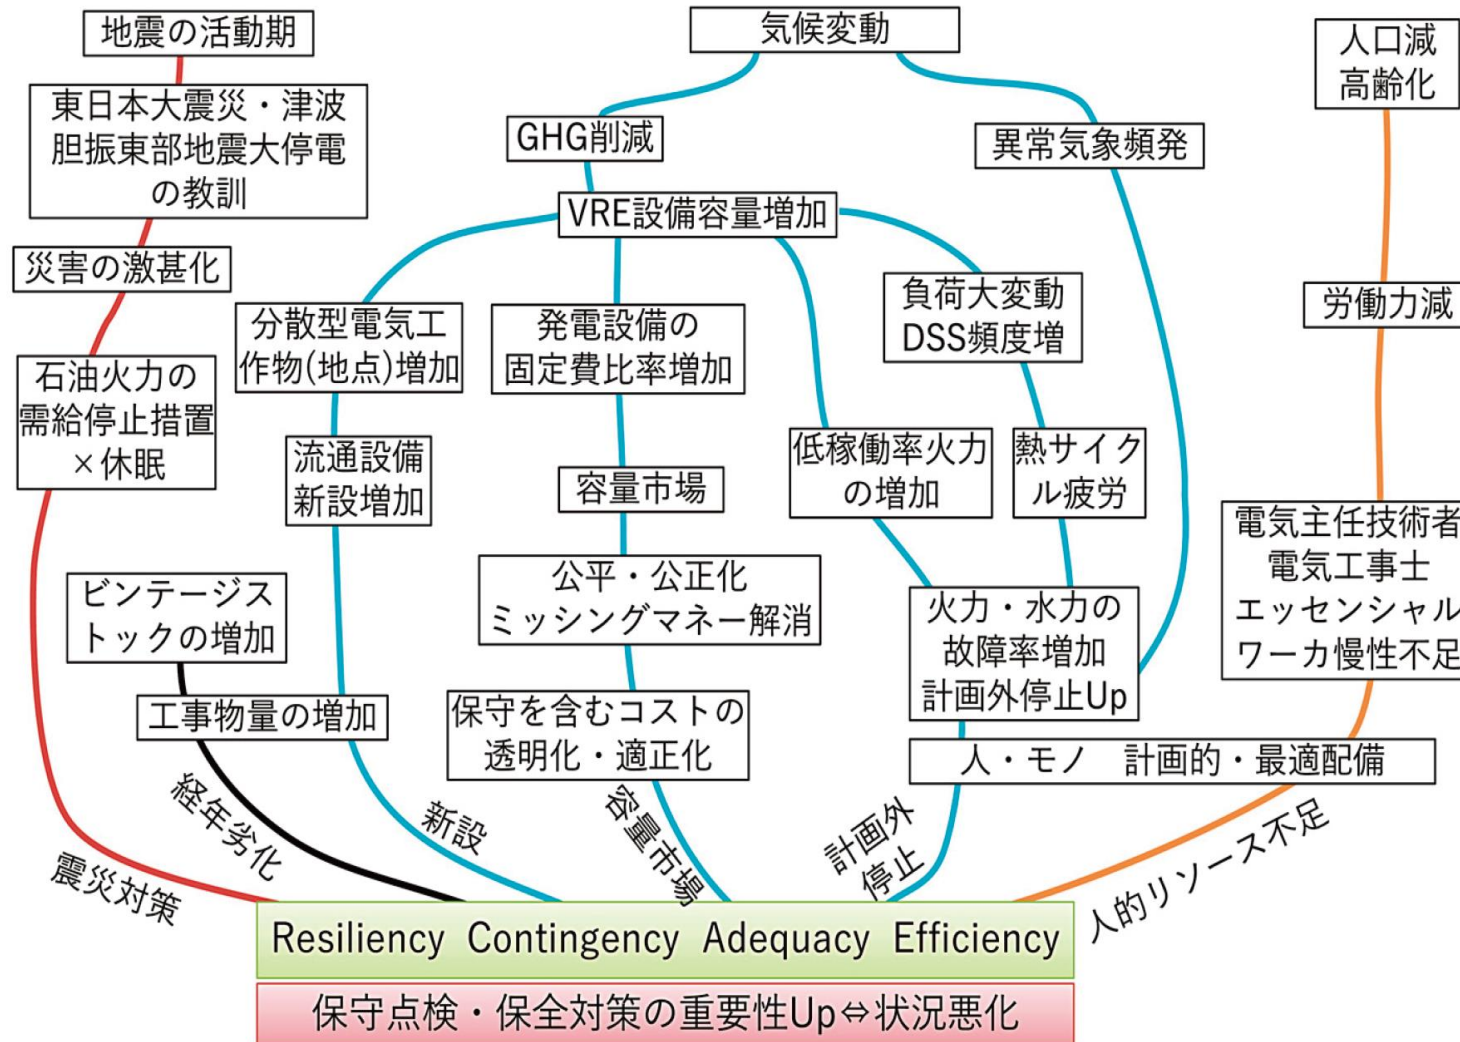 地震の活動期
東日本大震災・津波
胆振東部地震大停電
の教訓
災害の激甚化
石油火力の
需給停止措置
×休眠
ビンテージス
トックの増加
工事物量の増加
震災対策
経年劣化
気候変動
GHG削減
異常気象頻発
VRE設備容量増加
分散型電気工
作物(地点)増加
流通設備
新設増加
新設
発電設備の
固定費比率増加
容量市場
公平・公正化
ミッシングマネー解消
保守を含むコストの
透明化・適正化
容量市場
負荷大変動
DSS頻度増
低稼働率火力
の増加
熱サイク
ル疲労
火力・水力の
故障率増加
計画外停止Up
計画外
停止
人口減
高齢化
労働力減
電気主任技術者
電気工事士
エッセンシャル
ワーカ慢性不足
人・モノ　計画的・最適配備
人的リソース不足
Resiliency Contingency Adequacy Efficiency
保守点検・保全対策の重要性Up⇔状況悪化